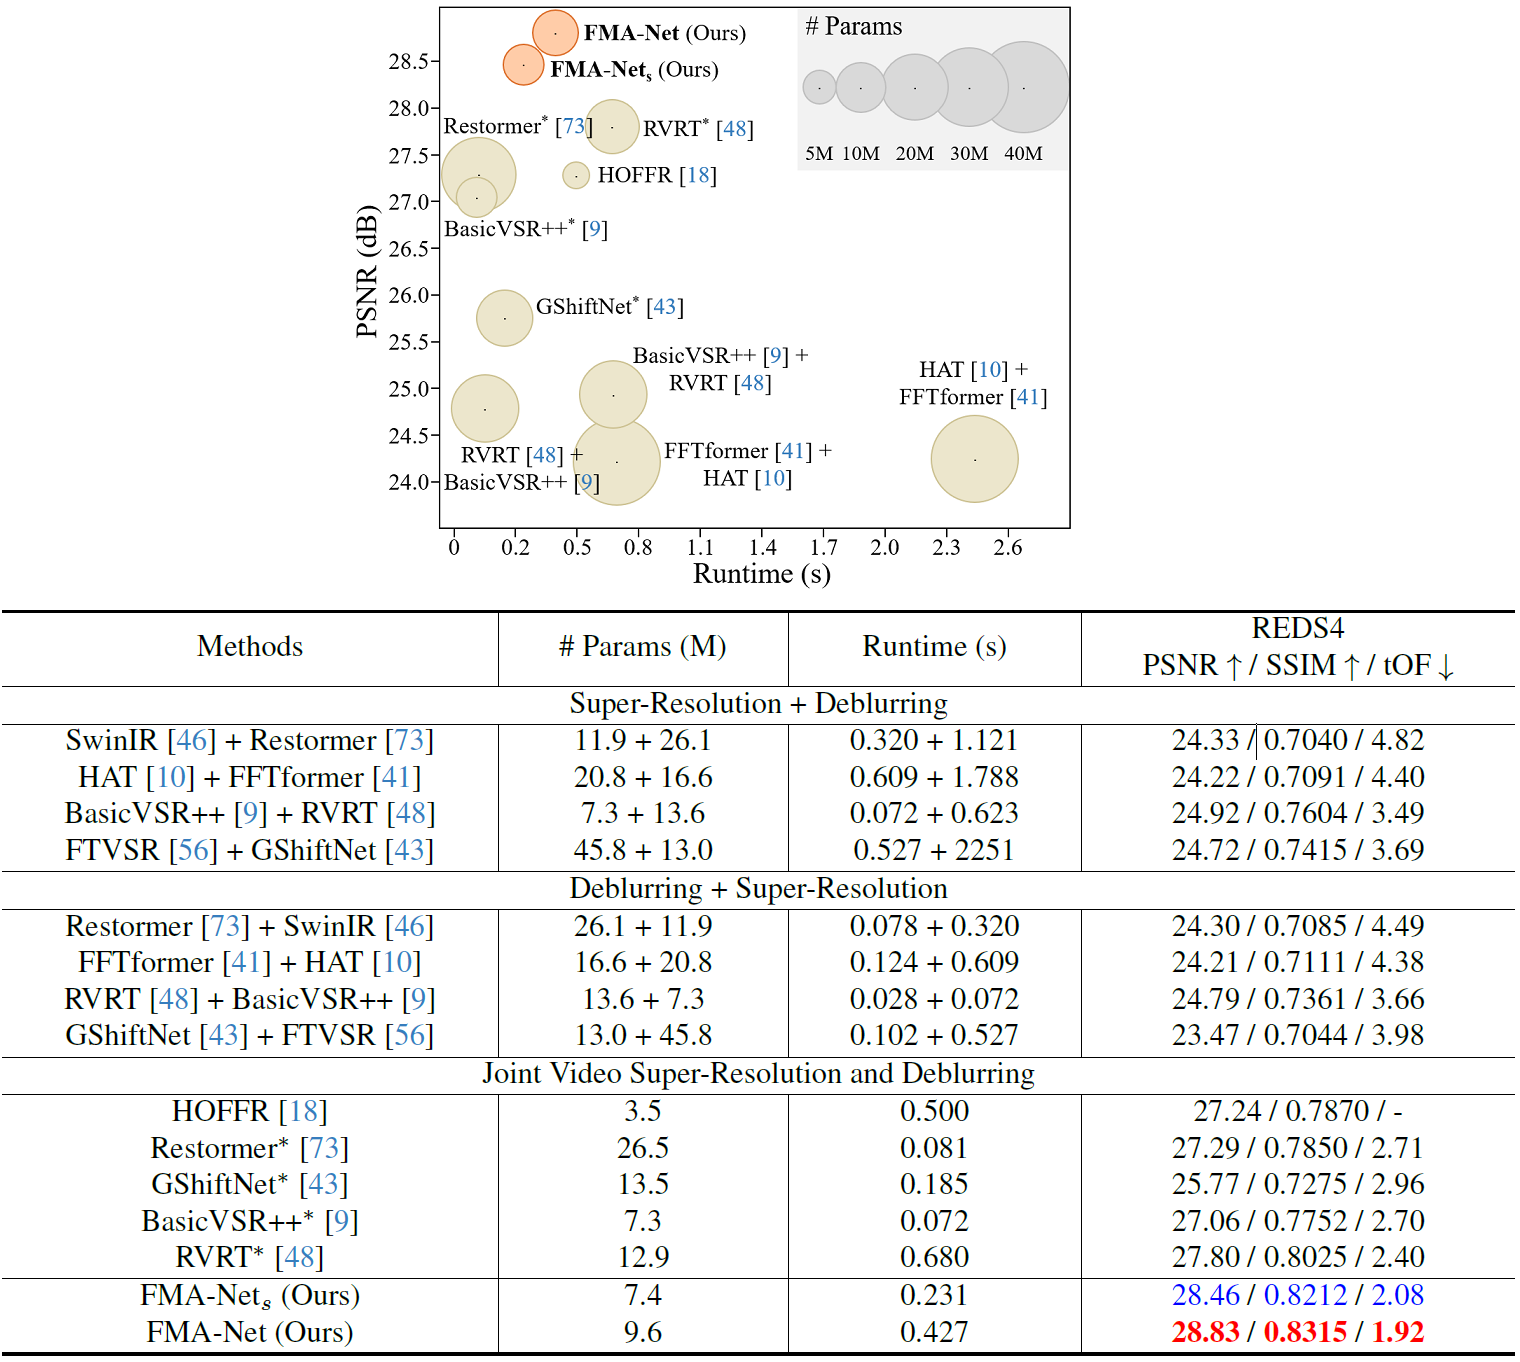 # Params
5M 10M 20M 30M 40M
FMA-Net (Ours)
FMA-Nets (Ours)
Restormer* [73]
RVRT* [48]
HOFFR [18]
BasicVSR++* [9]
GShiftNet* [43]
BasicVSR++ [9] +
RVRT [48]
HAT [10] +
FFTformer [41]
RVRT [48] +
BasicVSR++ [9]
FFTformer [41] +
HAT [10]
PSNR (dB)
28.5
28.0
27.5
27.0
26.5
26.0
25.5
25.0
24.5
24.0
0 0.2 0.5 0.8 1.1 1.4 1.7 2.0 2.3 2.6
Runtime (s)
Methods # Params (M) Runtime (s) REDS4
PSNR ↑ / SSIM ↑ / tOF ↓
Super-Resolution + Deblurring
SwinIR [46] + Restormer [73] 11.9 + 26.1 0.320 + 1.121 24.33 / 0.7040 / 4.82
HAT [10] + FFTformer [41] 20.8 + 16.6 0.609 + 1.788 24.22 / 0.7091 / 4.40
BasicVSR++ [9] + RVRT [48] 7.3 + 13.6 0.072 + 0.623 24.92 / 0.7604 / 3.49
FTVSR [56] + GShiftNet [43] 45.8 + 13.0 0.527 + 2251 24.72 / 0.7415 / 3.69
Deblurring + Super-Resolution
Restormer [73] + SwinIR [46] 26.1 + 11.9 0.078 + 0.320 24.30 / 0.7085 / 4.49
FFTformer [41] + HAT [10] 16.6 + 20.8 0.124 + 0.609 24.21 / 0.7111 / 4.38
RVRT [48] + BasicVSR++ [9] 13.6 + 7.3 0.028 + 0.072 24.79 / 0.7361 / 3.66
GShiftNet [43] + FTVSR [56] 13.0 + 45.8 0.102 + 0.527 23.47 / 0.7044 / 3.98
Joint Video Super-Resolution and Deblurring
HOFFR [18] 3.5 0.500 27.24 / 0.7870 / -
Restormer* [73] 26.5 0.081 27.29 / 0.7850 / 2.71
GShiftNet* [43] 13.5 0.185 25.77 / 0.7275 / 2.96
BasicVSR++* [9] 7.3 0.072 27.06 / 0.7752 / 2.70
RVRT* [48] 12.9 0.680 27.80 / 0.8025 / 2.40
FMA-Nets (Ours) 7.4 0.231 28.46 / 0.8212 / 2.08
FMA-Net (Ours) 9.6 0.427 28.83 / 0.8315 / 1.92